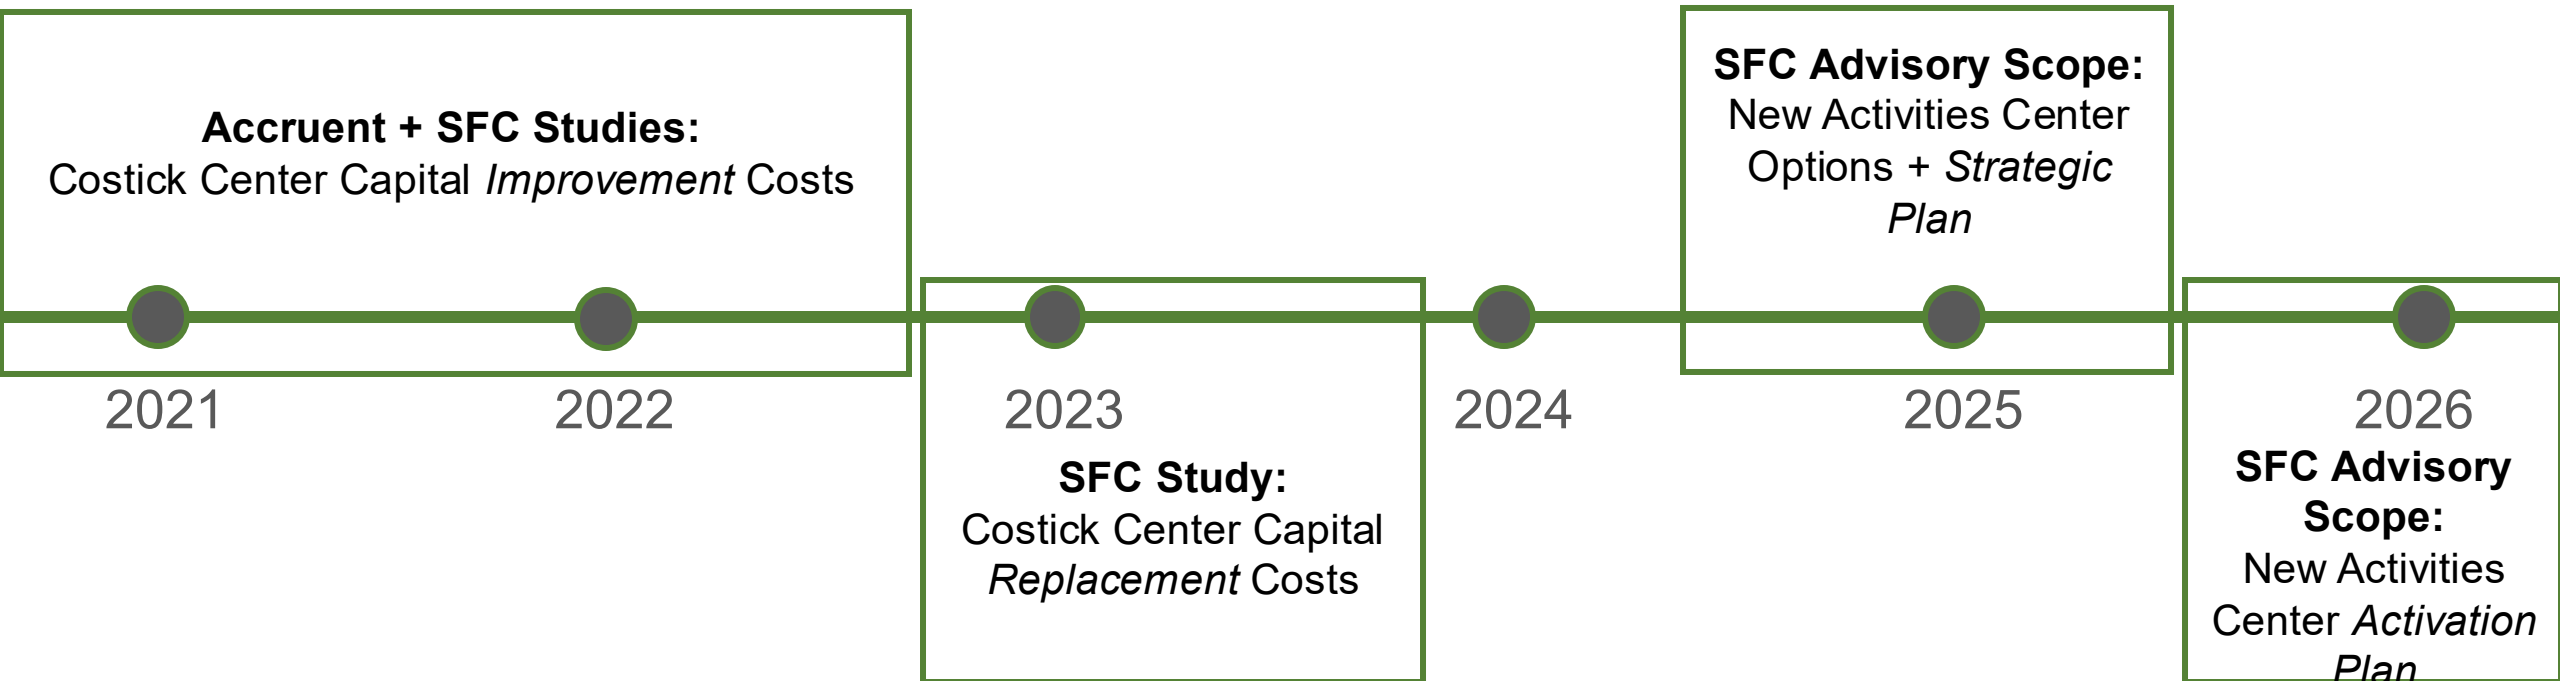 Accruent + SFC Studies:
Costick Center Capital Improvement Costs
SFC Advisory Scope:
New Activities Center
Options + Strategic
Plan
2021
2022
2023
2024
2025
2026
SFC Study:
Costick Center Capital
Replacement Costs
SFC Advisory
Scope:
New Activities
Center Activation
Plan